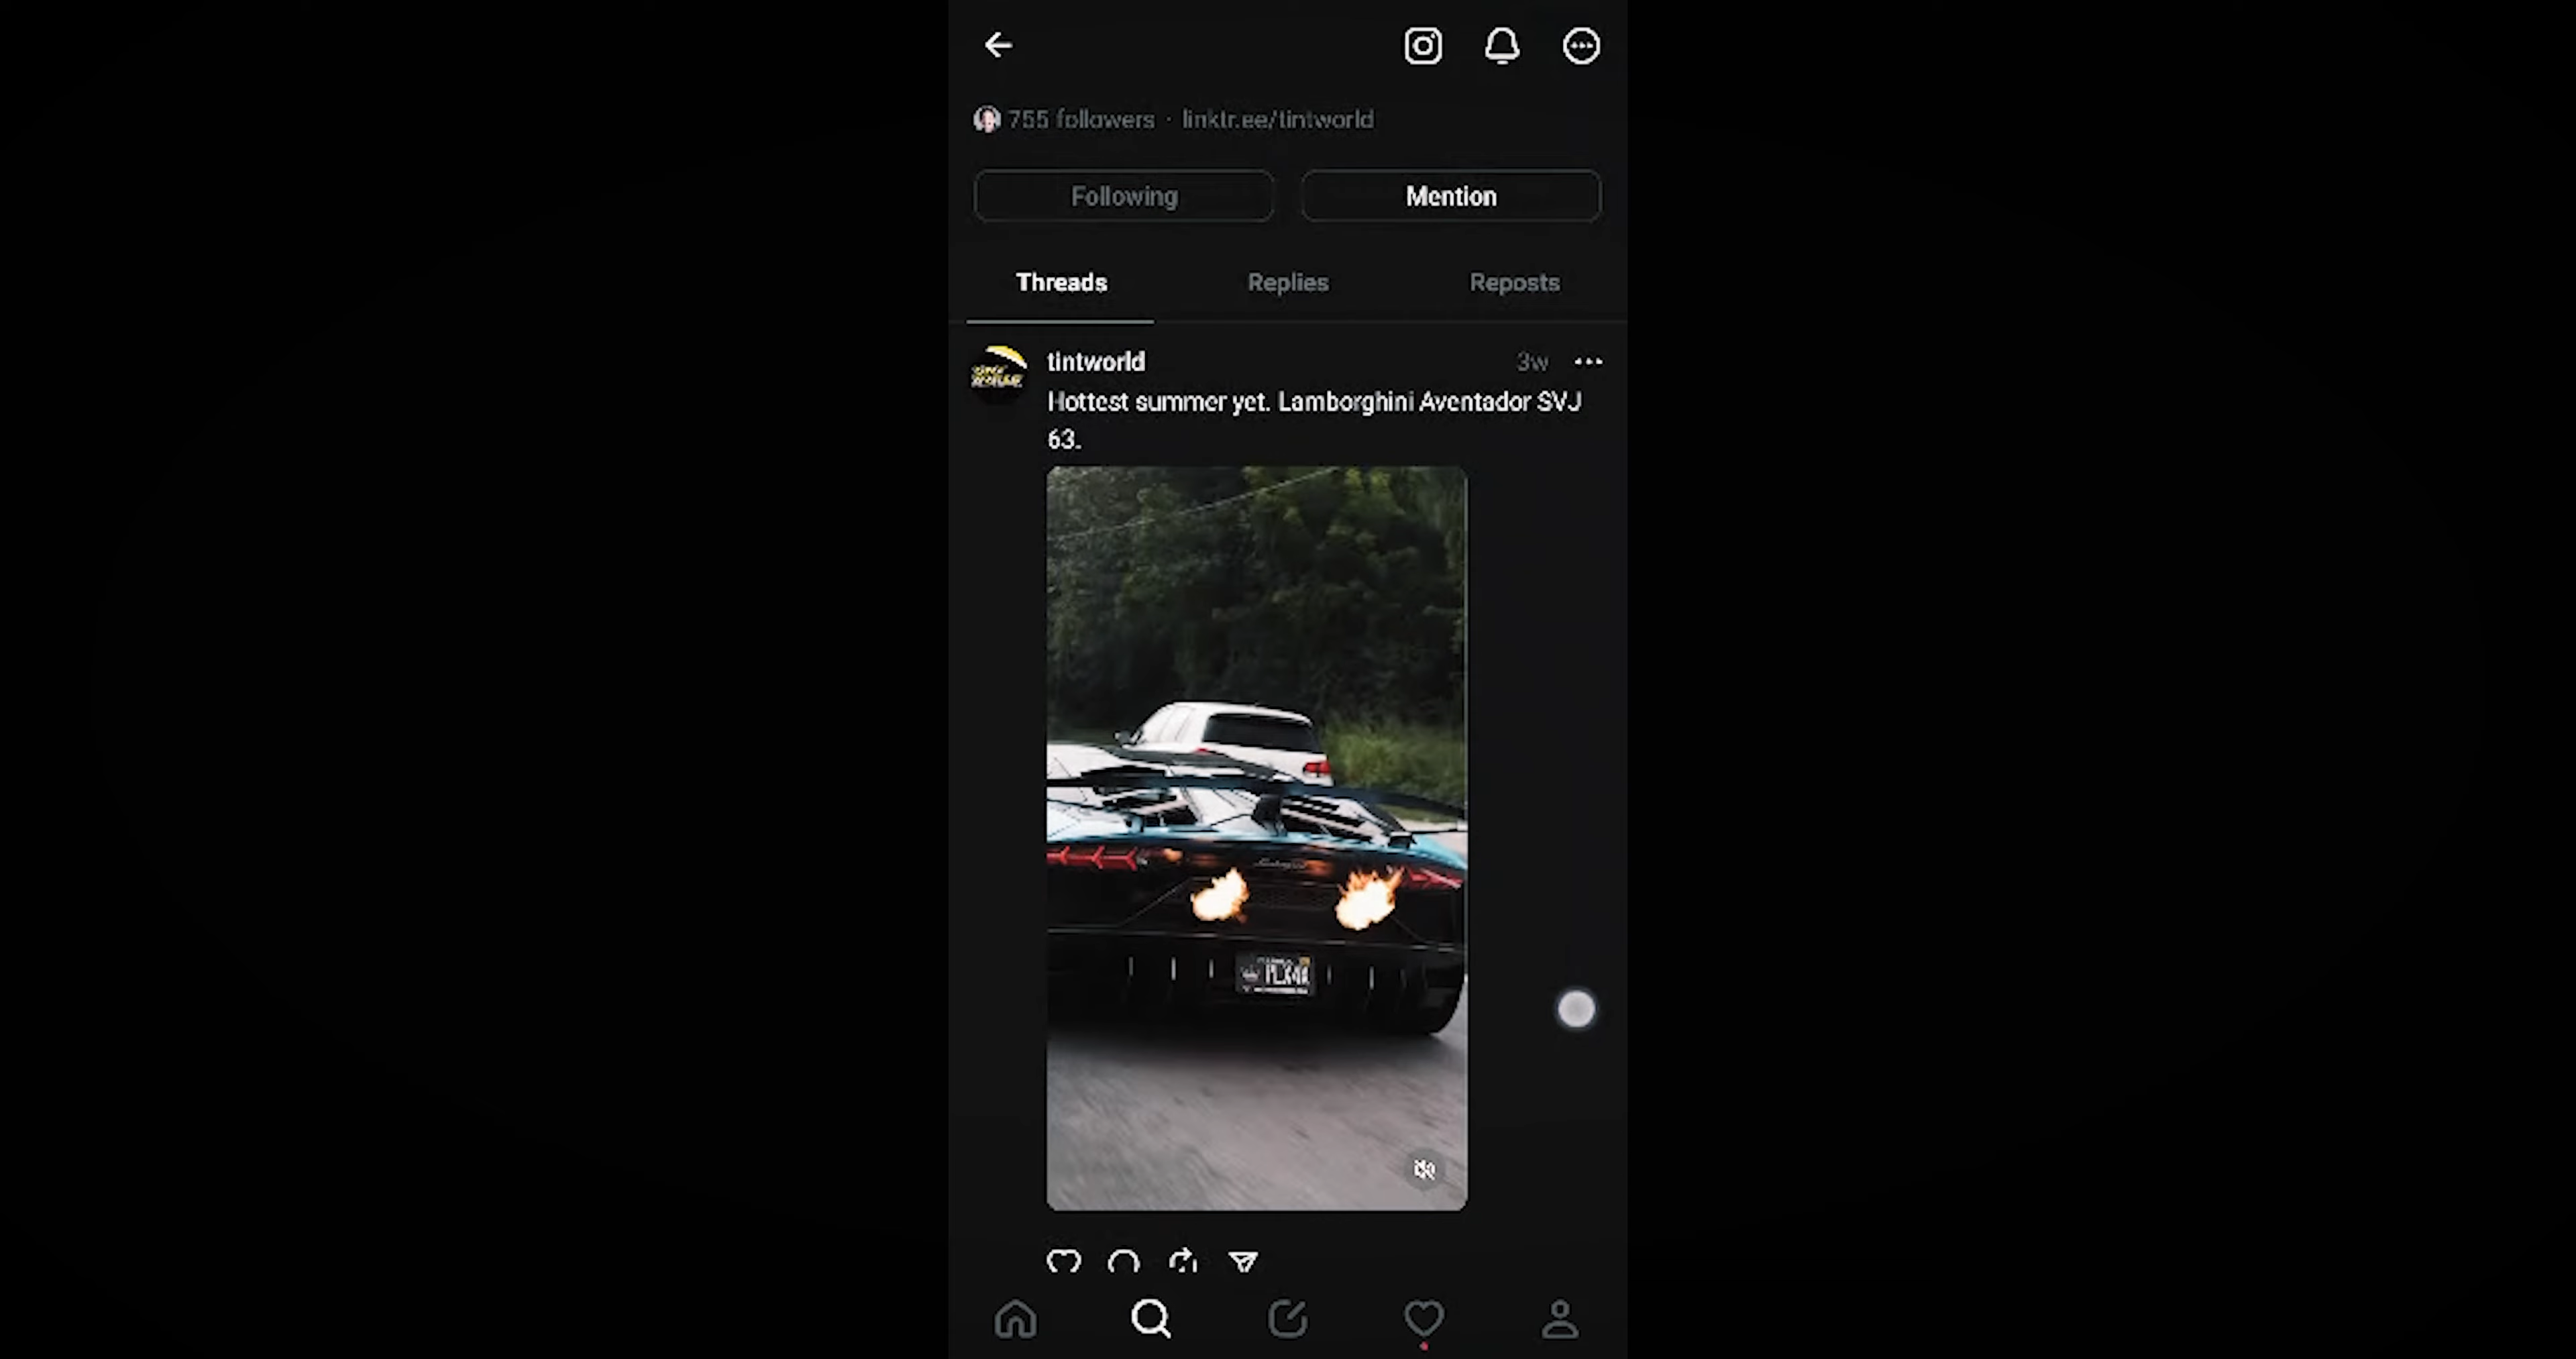 755 followers · linktr.ee/tintworld
Following
Mention
Threads
Replies
Reposts
tintworld
3w
Hottest summer yet. Lamborghini Aventador SVJ
63.